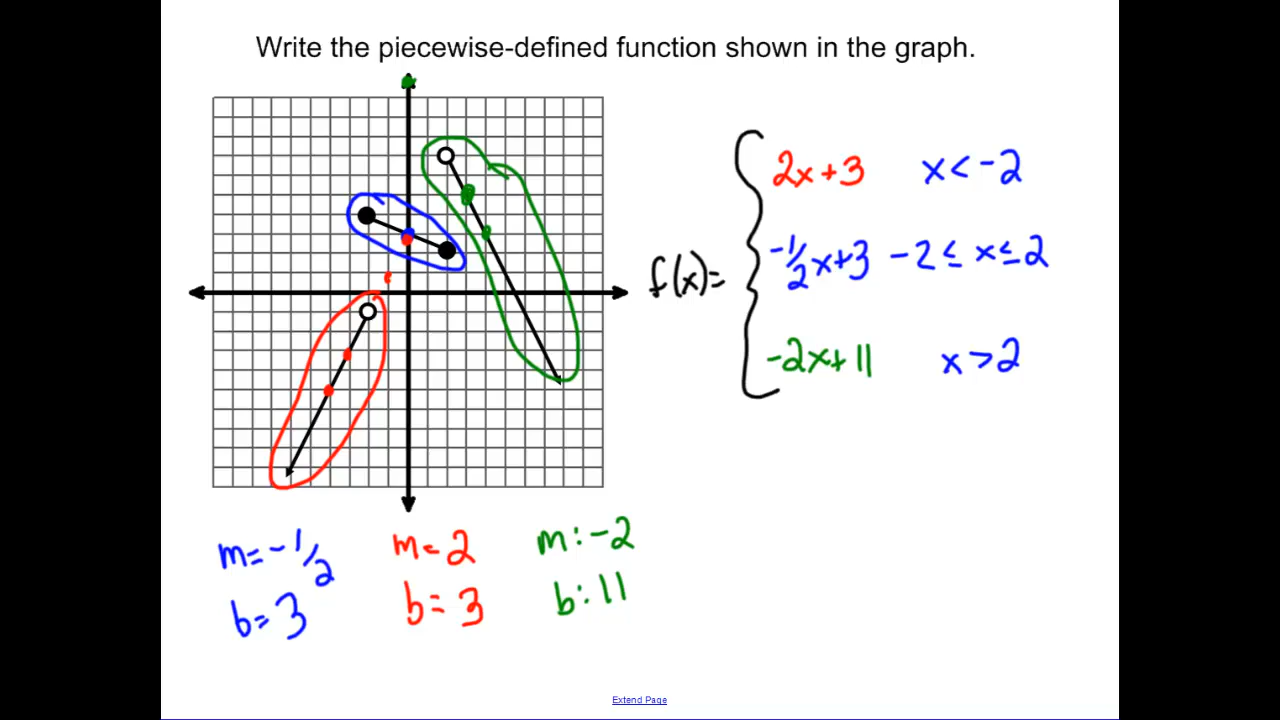 Write the piecewise-defined function shown in the graph.
2x+3 x < -2
f(x)= -1/2x+3 -2 ≤ x ≤ 2
-2x+11 x > 2
m=-1/2 m=2 m:-2
b=3 b=3 b:11
Extend Page